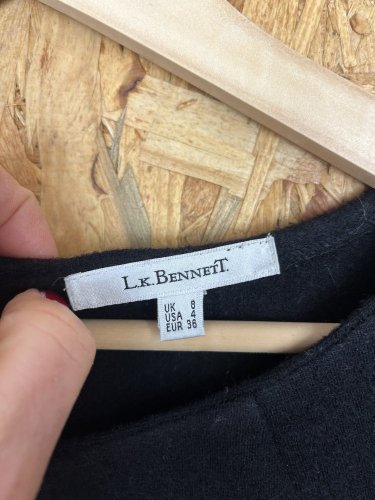 L.K.BENNETT.
UK 8
USA 4
EUR 36